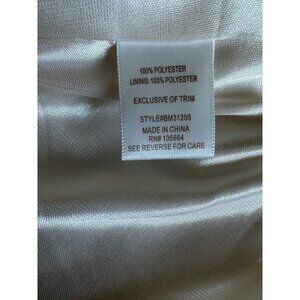 100% POLYESTER
LINING: 100% POLYESTER
EXCLUSIVE OF TRIM
STYLE#BM31205
MADE IN CHINA
RN# 105664
SEE REVERSE FOR CARE